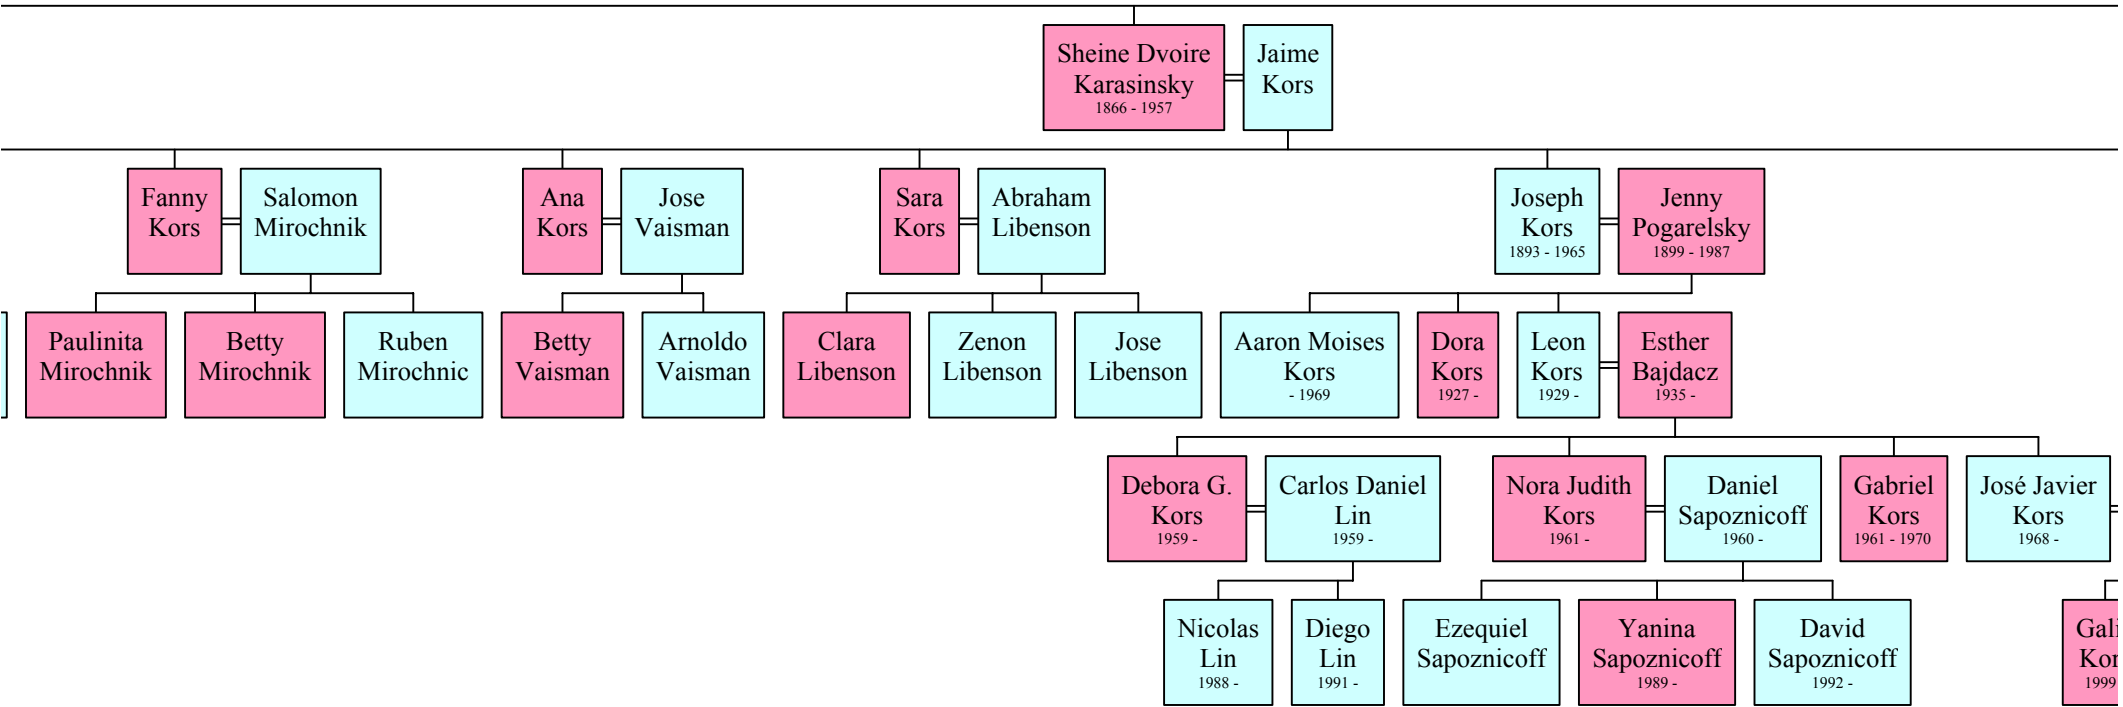 Sheine Dvoire
Karasinsky
1866 - 1957
Jaime
Kors
Fanny
Kors
Salomon
Mirochnik
Ana
Kors
Jose
Vaisman
Sara
Kors
Abraham
Libenson
Joseph
Kors
1893 - 1965
Jenny
Pogarelsky
1899 - 1987
Paulinita
Mirochnik
Betty
Mirochnik
Ruben
Mirochnic
Betty
Vaisman
Arnoldo
Vaisman
Clara
Libenson
Zenon
Libenson
Jose
Libenson
Aaron Moises
Kors
- 1969
Dora
Kors
1927 -
Leon
Kors
1929 -
Esther
Bajdacz
1935 -
Debora G.
Kors
1959 -
Carlos Daniel
Lin
1959 -
Nora Judith
Kors
1961 -
Daniel
Sapoznicoff
1960 -
Gabriel
Kors
1961 - 1970
José Javier
Kors
1968 -
Nicolas
Lin
1988 -
Diego
Lin
1991 -
Ezequiel
Sapoznicoff
Yanina
Sapoznicoff
1989 -
David
Sapoznicoff
1992 -
1999